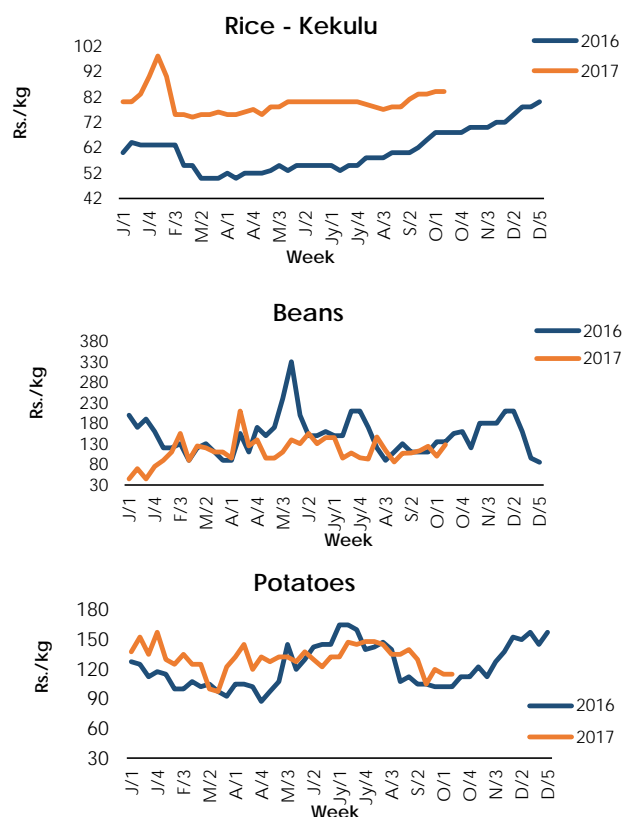 Rice - Kekulu
2016
2017
Rs./kg
102
92
82
72
62
52
42
J/1 J/4 F/3 M/2 A/1 A/4 M/3 J/2 Jy/1 Jy/4 A/3 S/2 O/1 O/4 N/3 D/2 D/5
Week
Beans
2016
2017
Rs./kg
380
330
280
230
180
130
80
30
J/1 J/4 F/3 M/2 A/1 A/4 M/3 J/2 Jy/1 Jy/4 A/3 S/2 O/1 O/4 N/3 D/2 D/5
Week
Potatoes
Rs./kg
180
150
120
90
60
30
2016
2017
J/1 J/4 F/3 M/2 A/1 A/4 M/3 J/2 Jy/1 Jy/4 A/3 S/2 O/1 O/4 N/3 D/2 D/5
Week